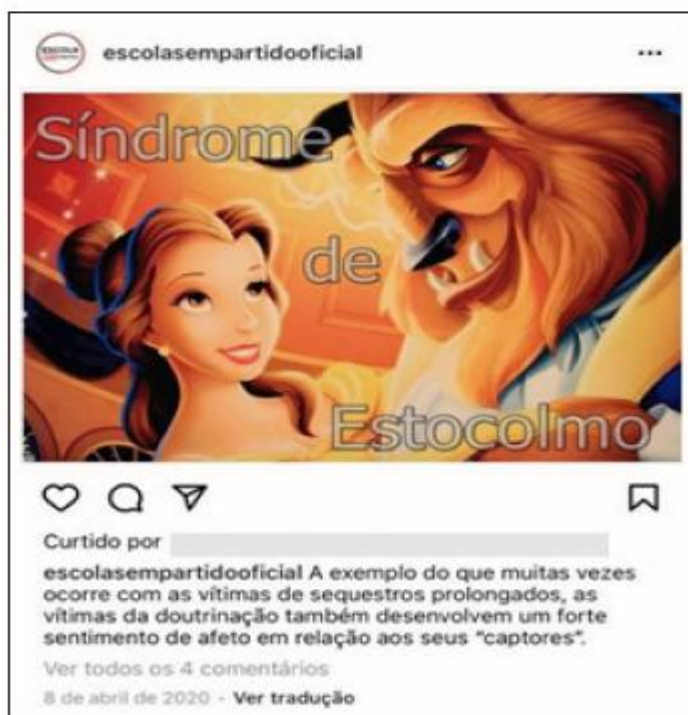 ESCOLA
escolasempartidooficial
Síndrome
de
Estocolmo
Curtido por
escolasempartidooficial A exemplo do que muitas vezes
ocorre com as vítimas de sequestros prolongados, as
vítimas da doutrinação também desenvolvem um forte
sentimento de afeto em relação aos seus “captores”.
Ver todos os 4 comentários
8 de abril de 2020 - Ver tradução